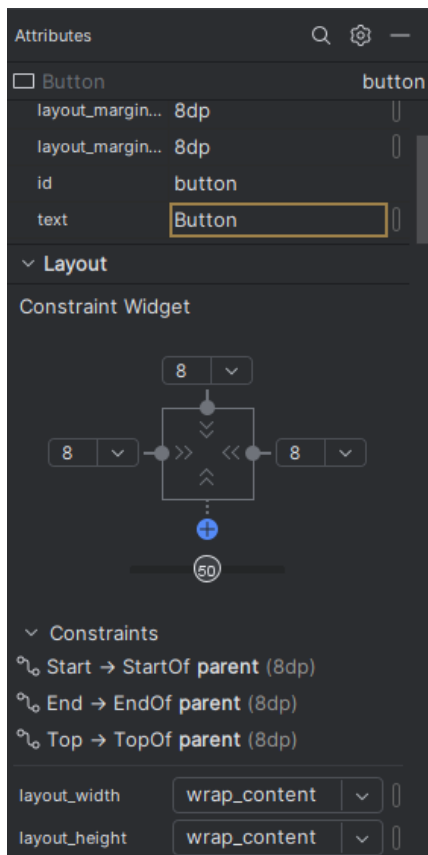 Attributes
Button button
layout_margin... 8dp
layout_margin... 8dp
id button
text Button
Layout
Constraint Widget
8
8 8
50
Constraints
Start → StartOf parent (8dp)
End → EndOf parent (8dp)
Top → TopOf parent (8dp)
layout_width wrap_content
layout_height wrap_content